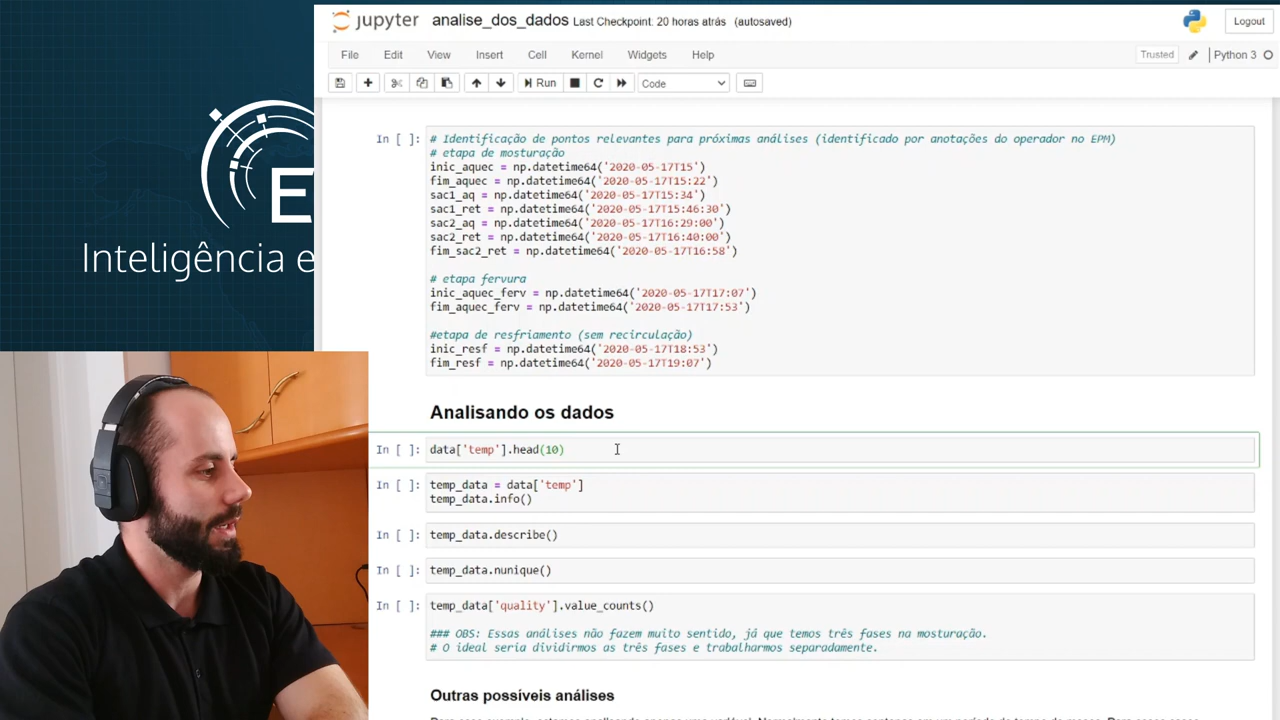 jupyter analise_dos_dados Last Checkpoint: 20 horas atrás (autosaved)
Logout
File Edit View Insert Cell Kernel Widgets Help
Trusted Python 3
Run Code
In [ ]: # Identificação de pontos relevantes para próximas análises (identificado por anotações do operador no EPM)
# etapa de mosturação
inic_aquec = np.datetime64('2020-05-17T15')
fim_aquec = np.datetime64('2020-05-17T15:22')
sac1_aq = np.datetime64('2020-05-17T15:34')
sac1_ret = np.datetime64('2020-05-17T15:46:30')
sac2_aq = np.datetime64('2020-05-17T16:29:00')
sac2_ret = np.datetime64('2020-05-17T16:40:00')
fim_sac2_ret = np.datetime64('2020-05-17T16:58')
# etapa fervura
inic_aquec_ferv = np.datetime64('2020-05-17T17:07')
fim_aquec_ferv = np.datetime64('2020-05-17T17:53')
#etapa de resfriamento (sem recirculação)
inic_resf = np.datetime64('2020-05-17T18:53')
fim_resf = np.datetime64('2020-05-17T19:07')
E
Inteligência e
Analisando os dados
In [ ]: data['temp'].head(10)
In [ ]: temp_data = data['temp']
temp_data.info()
In [ ]: temp_data.describe()
In [ ]: temp_data.nunique()
In [ ]: temp_data['quality'].value_counts()
### OBS: Essas análises não fazem muito sentido, já que temos três fases na mosturação.
# O ideal seria dividirmos as três fases e trabalharmos separadamente.
Outras possíveis análises